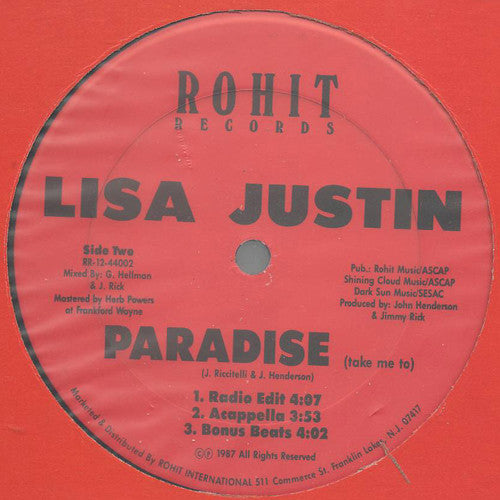 ROHIT
RECORDS
LISA JUSTIN
Side Two
RR-12-44002
Mixed By: G. Hellman
& J. Rick
Mastered by Herb Powers
at Frankford Wayne
Pub.: Rohit Music/ASCAP
Shining Cloud Music/ASCAP
Dark Sun Music/SESAC
Produced by: John Henderson
& Jimmy Rick
PARADISE (take me to)
(J. Riccitelli & J. Henderson)
1. Radio Edit 4:07
2. Acappella 3:53
3. Bonus Beats 4:02
©℗ 1987 All Rights Reserved
Marketed & Distributed By ROHIT INTERNATIONAL 511 Commerce St. Franklin Lakes, N.J. 07417